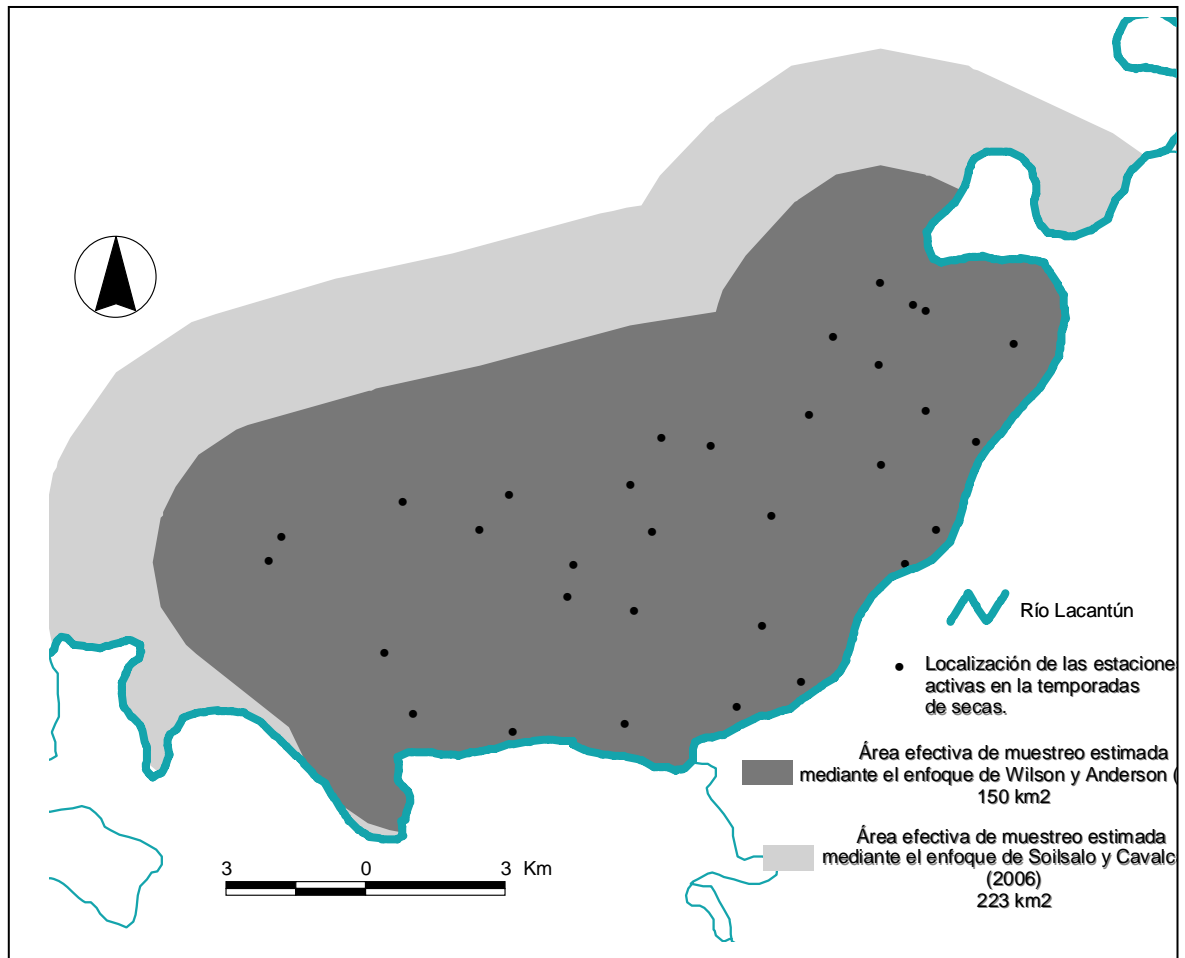 Río Lacantún
Localización de las estacione
activas en la temporadas
de secas.
Área efectiva de muestreo estimada
mediante el enfoque de Wilson y Anderson (
150 km2
Área efectiva de muestreo estimada
mediante el enfoque de Soilsalo y Cavalc
(2006)
223 km2
3 0 3 Km